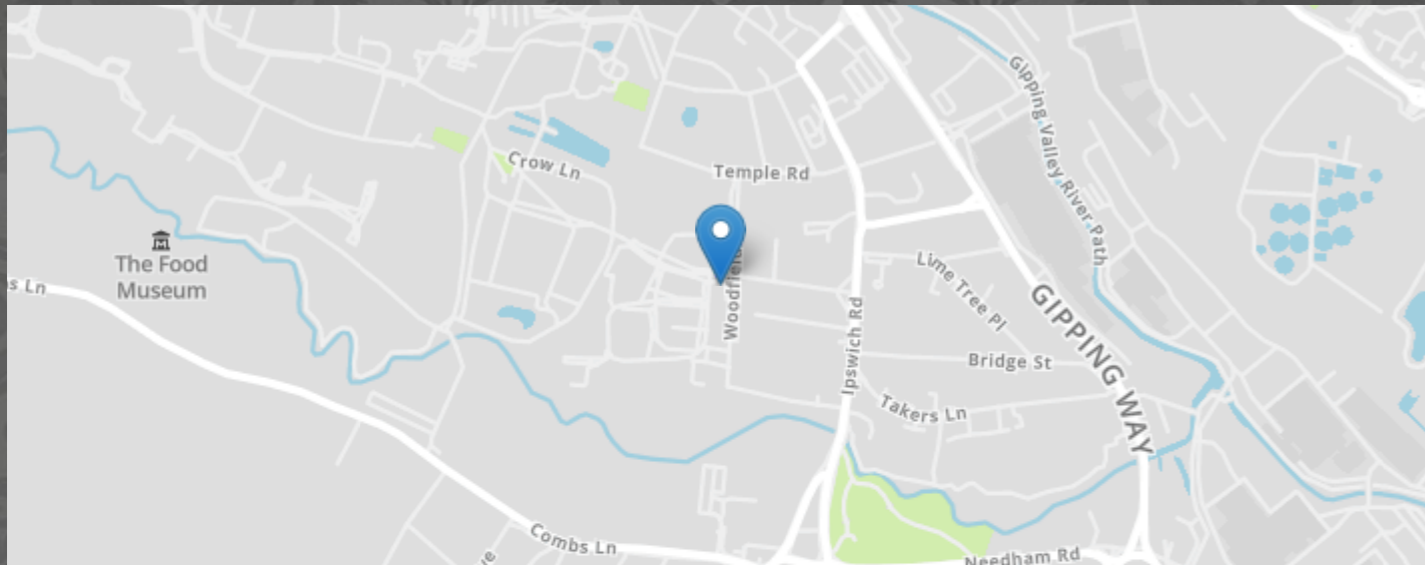 Gipping Valley River Path
Crow Ln
Temple Rd
The Food
Museum
s Ln
Woodfield
Lime Tree Pl
GIPPING WAY
Ipswich Rd
Bridge St
Takers Ln
Combs Ln
Needham Rd